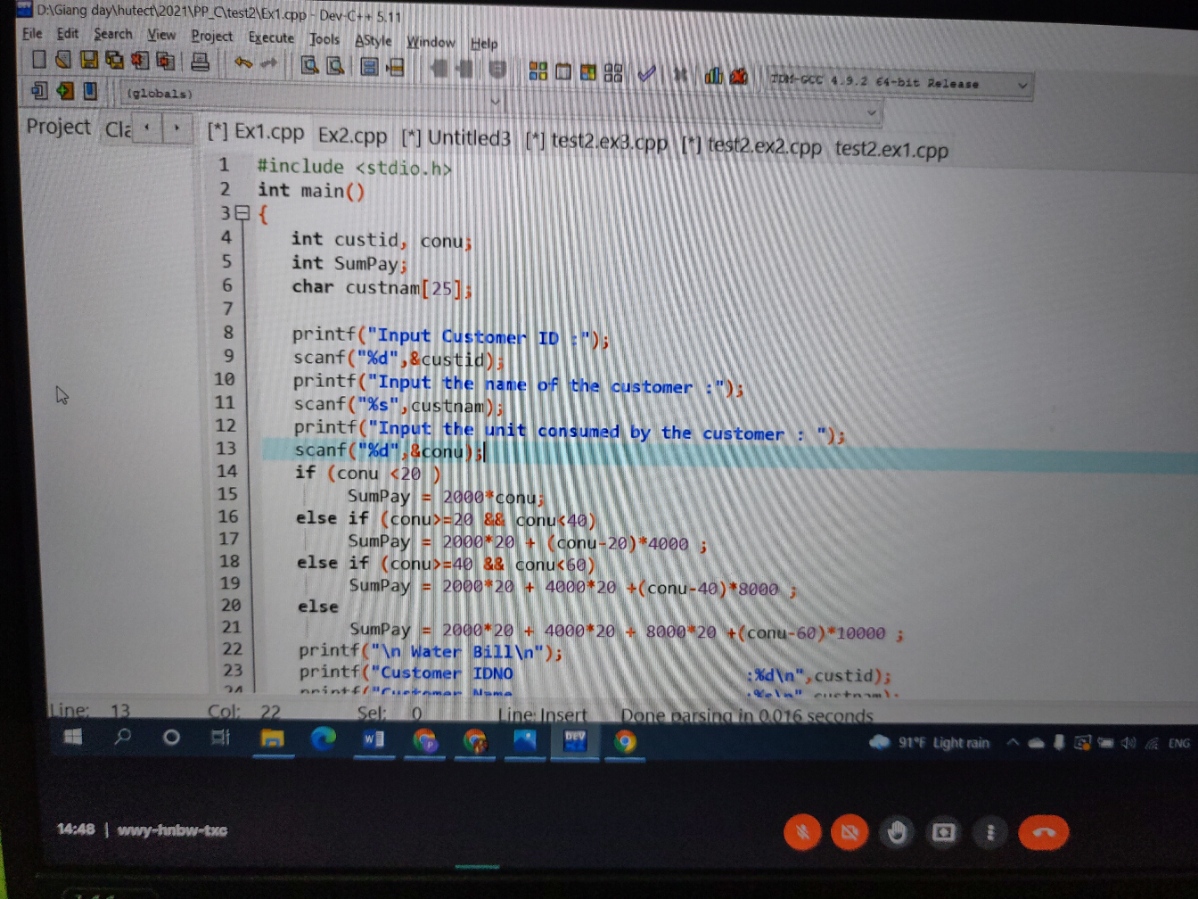 D:\Giang day\hutect\2021\PP_C\test2\Ex1.cpp - Dev-C++ 5.11
File Edit Search View Project Execute Tools AStyle Window Help
TDM-GCC 4.9.2 64-bit Release
(globals)
Project Cla [*] Ex1.cpp Ex2.cpp [*] Untitled3 [*] test2.ex3.cpp [*] test2.ex2.cpp test2.ex1.cpp
1 #include <stdio.h>
2 int main()
3 {
4 int custid, conu;
5 int SumPay;
6 char custnam[25];
7
8 printf("Input Customer ID :");
9 scanf("%d",&custid);
10 printf("Input the name of the customer :");
11 scanf("%s",custnam);
12 printf("Input the unit consumed by the customer : ");
13 scanf("%d",&conu);
14 if (conu <20 )
15 SumPay = 2000*conu;
16 else if (conu>=20 && conu<40)
17 SumPay = 2000*20 + (conu-20)*4000 ;
18 else if (conu>=40 && conu<60)
19 SumPay = 2000*20 + 4000*20 +(conu-40)*8000 ;
20 else
21 SumPay = 2000*20 + 4000*20 + 8000*20 +(conu-60)*10000 ;
22 printf("\n Water Bill\n");
23 printf("Customer IDNO :%d\n",custid);
24 printf("Customer Name :%s\n",custnam);
Line: 13 Col: 22 Sel: 0 Line: Insert Done parsing in 0.016 seconds
W DEV 91°F Light rain ENG
14:48 | wwy-hnbw-txc